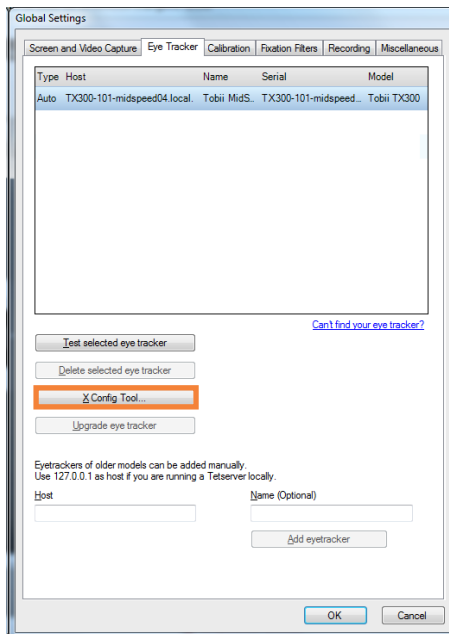 Global Settings
Screen and Video Capture Eye Tracker Calibration Fixation Filters Recording Miscellaneous
Type Host Name Serial Model
Auto TX300-101-midspeed04.local. Tobii MidS.. TX300-101-midspeed... Tobii TX300
Can't find your eye tracker?
Test selected eye tracker
Delete selected eye tracker
X Config Tool...
Upgrade eye tracker
Eyetrackers of older models can be added manually.
Use 127.0.0.1 as host if you are running a Tetserver locally.
Host Name (Optional)
Add eyetracker
OK Cancel